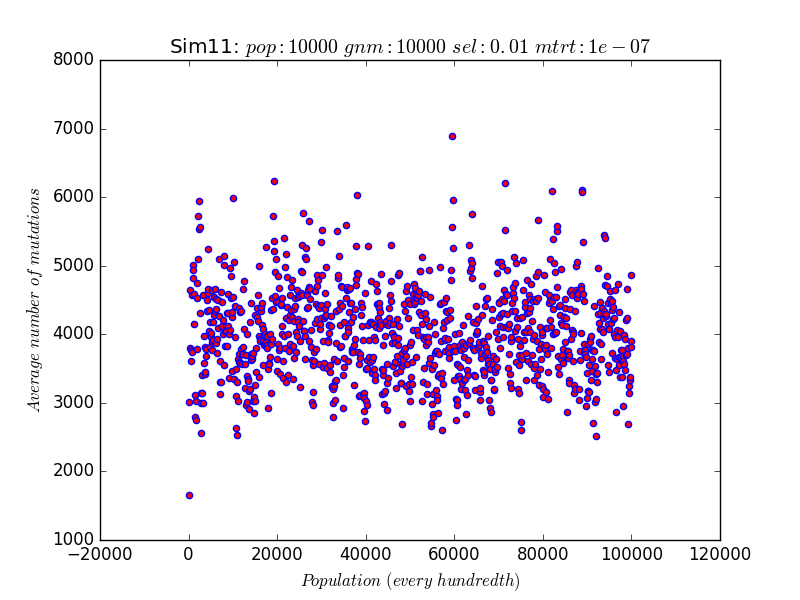 Sim11: pop:10000 gnm:10000 sel:0.01 mtrt:1e−07
8000
7000
6000
5000
4000
3000
2000
1000
Average number of mutations
−20000 0 20000 40000 60000 80000 100000 120000
Population (every hundredth)